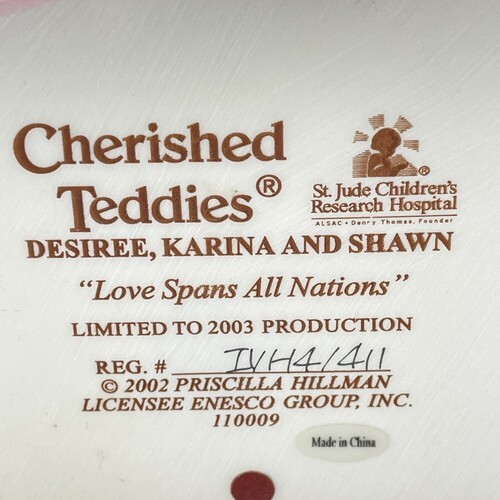 Cherished
Teddies®
®
St. Jude Children's
Research Hospital
ALSAC • Danny Thomas, Founder
DESIREE, KARINA AND SHAWN
"Love Spans All Nations"
LIMITED TO 2003 PRODUCTION
REG. # IVH4/411
© 2002 PRISCILLA HILLMAN
LICENSEE ENESCO GROUP, INC.
110009
Made in China